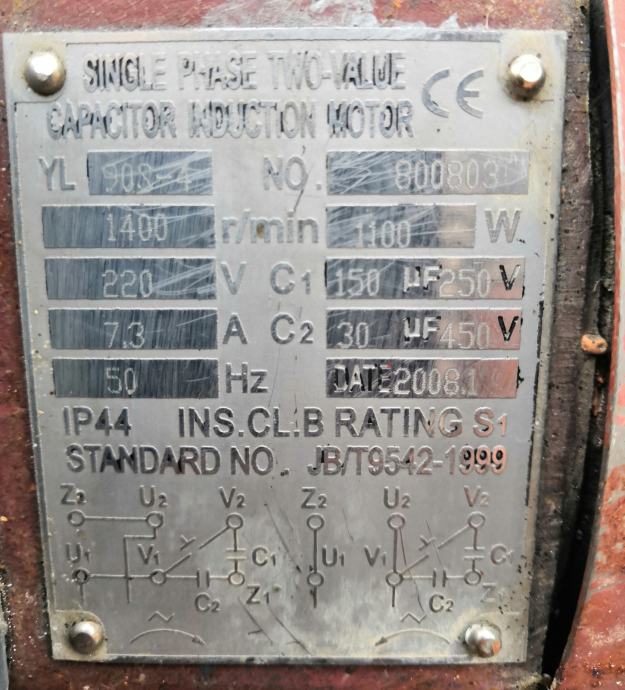 SINGLE PHASE TWO-VALUE CE
CAPACITOR INDUCTION MOTOR
YL 90S-4 NO. 800803
1400 r/min 1100 W
220 V C1 150 µF 250 V
7.3 A C2 30 µF 450 V
50 Hz DATE 2008.1
IP44 INS.CL:B RATING S1
STANDARD NO. JB/T9542-1999
Z2 U2 V2 Z2 U2 V2
U1 V1 C1 U1 V1 C1
C2 Z1 C2 Z1